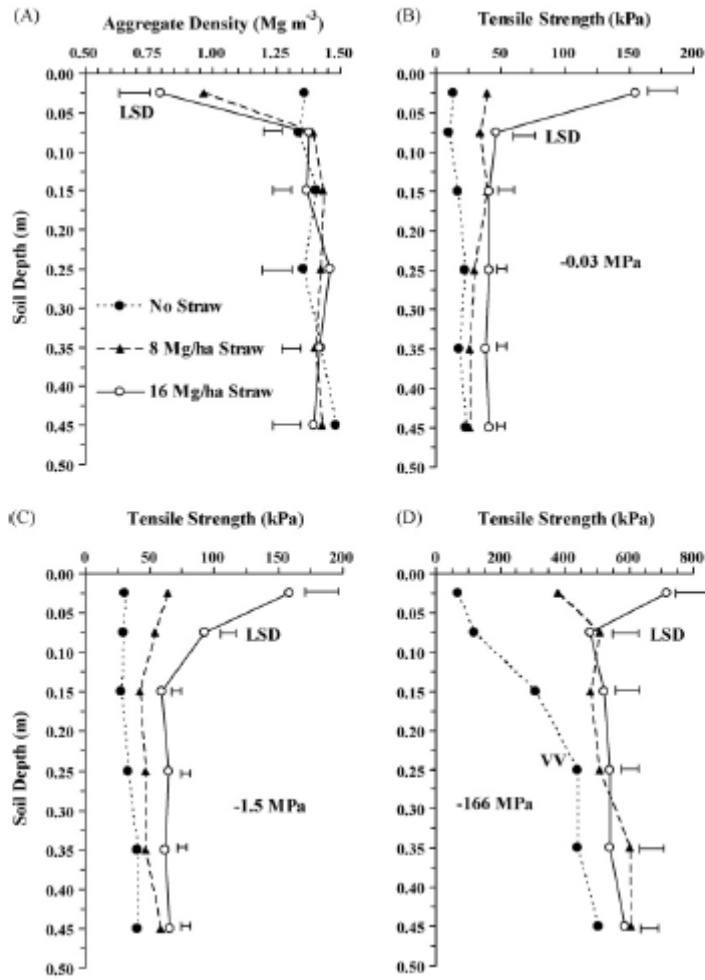 (A) Aggregate Density (Mg m-3)
0.50 0.75 1.00 1.25 1.50
0.00
0.05
0.10
0.15
0.20
0.25
0.30
0.35
0.40
0.45
0.50
Soil Depth (m)
LSD
No Straw
8 Mg/ha Straw
16 Mg/ha Straw
(B) Tensile Strength (kPa)
0 50 100 150 200
0.00
0.05
0.10
0.15
0.20
0.25
0.30
0.35
0.40
0.45
0.50
LSD
-0.03 MPa
(C) Tensile Strength (kPa)
0 50 100 150 200
0.00
0.05
0.10
0.15
0.20
0.25
0.30
0.35
0.40
0.45
0.50
Soil Depth (m)
LSD
-1.5 MPa
(D) Tensile Strength (kPa)
0 200 400 600 800
0.00
0.05
0.10
0.15
0.20
0.25
0.30
0.35
0.40
0.45
0.50
LSD
VV
-166 MPa